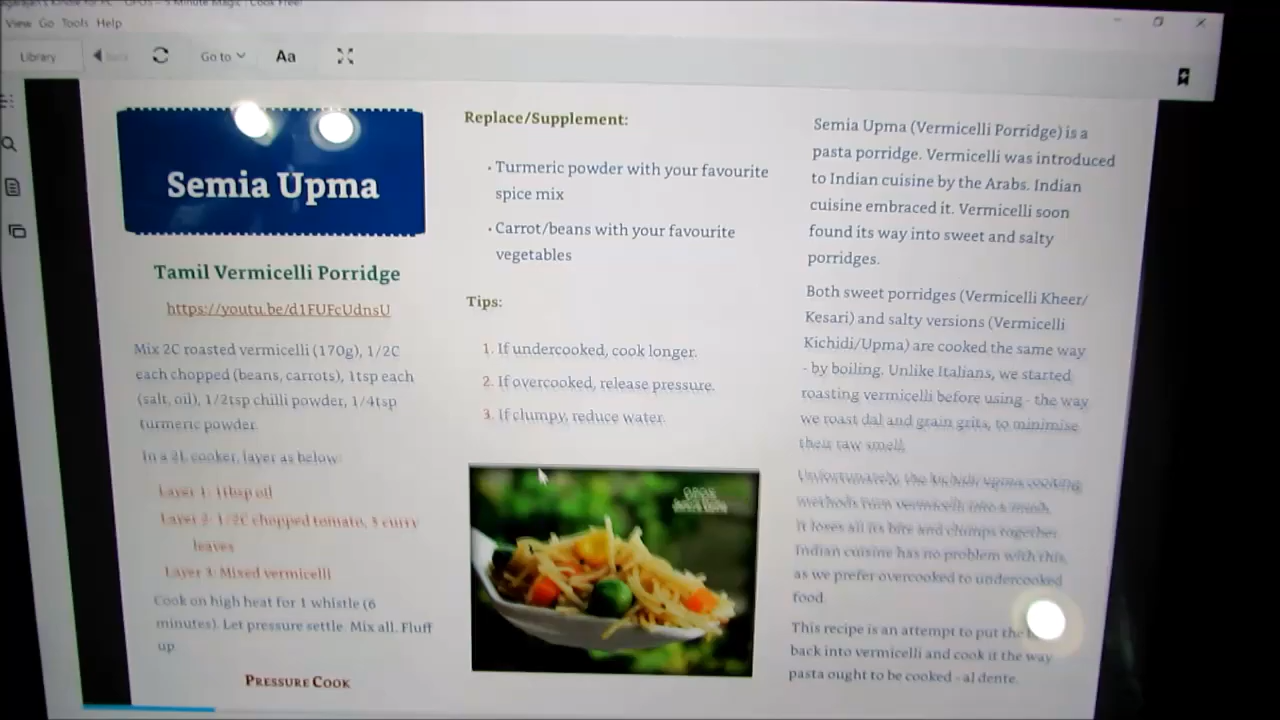 View Go Tools Help
Library
Back
Go to
Aa
Semia Upma
Tamil Vermicelli Porridge
https://youtu.be/d1FUFcUdnsU
Mix 2C roasted vermicelli (170g), 1/2C
each chopped (beans, carrots), 1tsp each
(salt, oil), 1/2tsp chilli powder, 1/4tsp
turmeric powder.
In a 2L cooker, layer as below:
Layer 1: 1tbsp oil
Layer 2: 1/2C chopped tomato, 3 curry
leaves
Layer 3: Mixed vermicelli
Cook on high heat for 1 whistle (6
minutes). Let pressure settle. Mix all. Fluff
up.
PRESSURE COOK
Replace/Supplement:
· Turmeric powder with your favourite
spice mix
· Carrot/beans with your favourite
vegetables
Tips:
1. If undercooked, cook longer.
2. If overcooked, release pressure.
3. If clumpy, reduce water.
Semia Upma (Vermicelli Porridge) is a
pasta porridge. Vermicelli was introduced
to Indian cuisine by the Arabs. Indian
cuisine embraced it. Vermicelli soon
found its way into sweet and salty
porridges.
Both sweet porridges (Vermicelli Kheer/
Kesari) and salty versions (Vermicelli
Kichidi/Upma) are cooked the same way
- by boiling. Unlike Italians, we started
roasting vermicelli before using - the way
we roast dal and grain grits, to minimise
their raw smell.
Unfortunately, the kichidi/upma cooking
methods turn vermicelli into a mush.
It loses all its bite and clumps together.
Indian cuisine has no problem with this,
as we prefer overcooked to undercooked
food.
This recipe is an attempt to put the
back into vermicelli and cook it the way
pasta ought to be cooked - al dente.